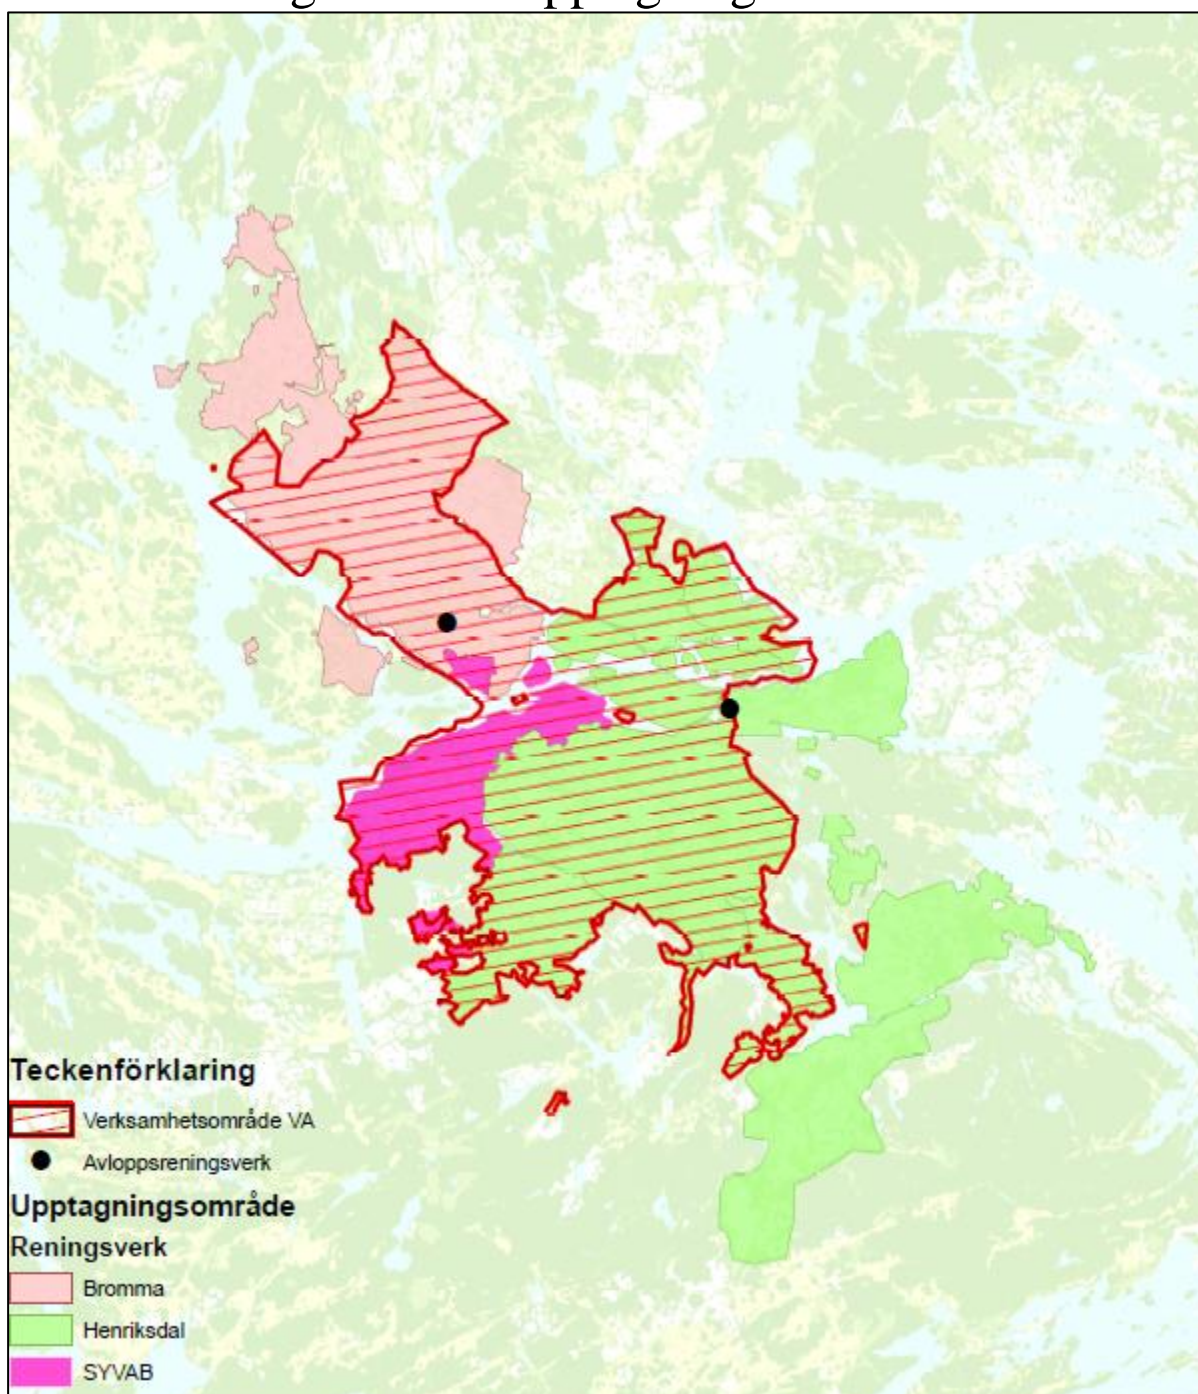 Teckenförklaring
Verksamhetsområde VA
Avloppsreningsverk
Upptagningsområde
Reningsverk
Bromma
Henriksdal
SYVAB